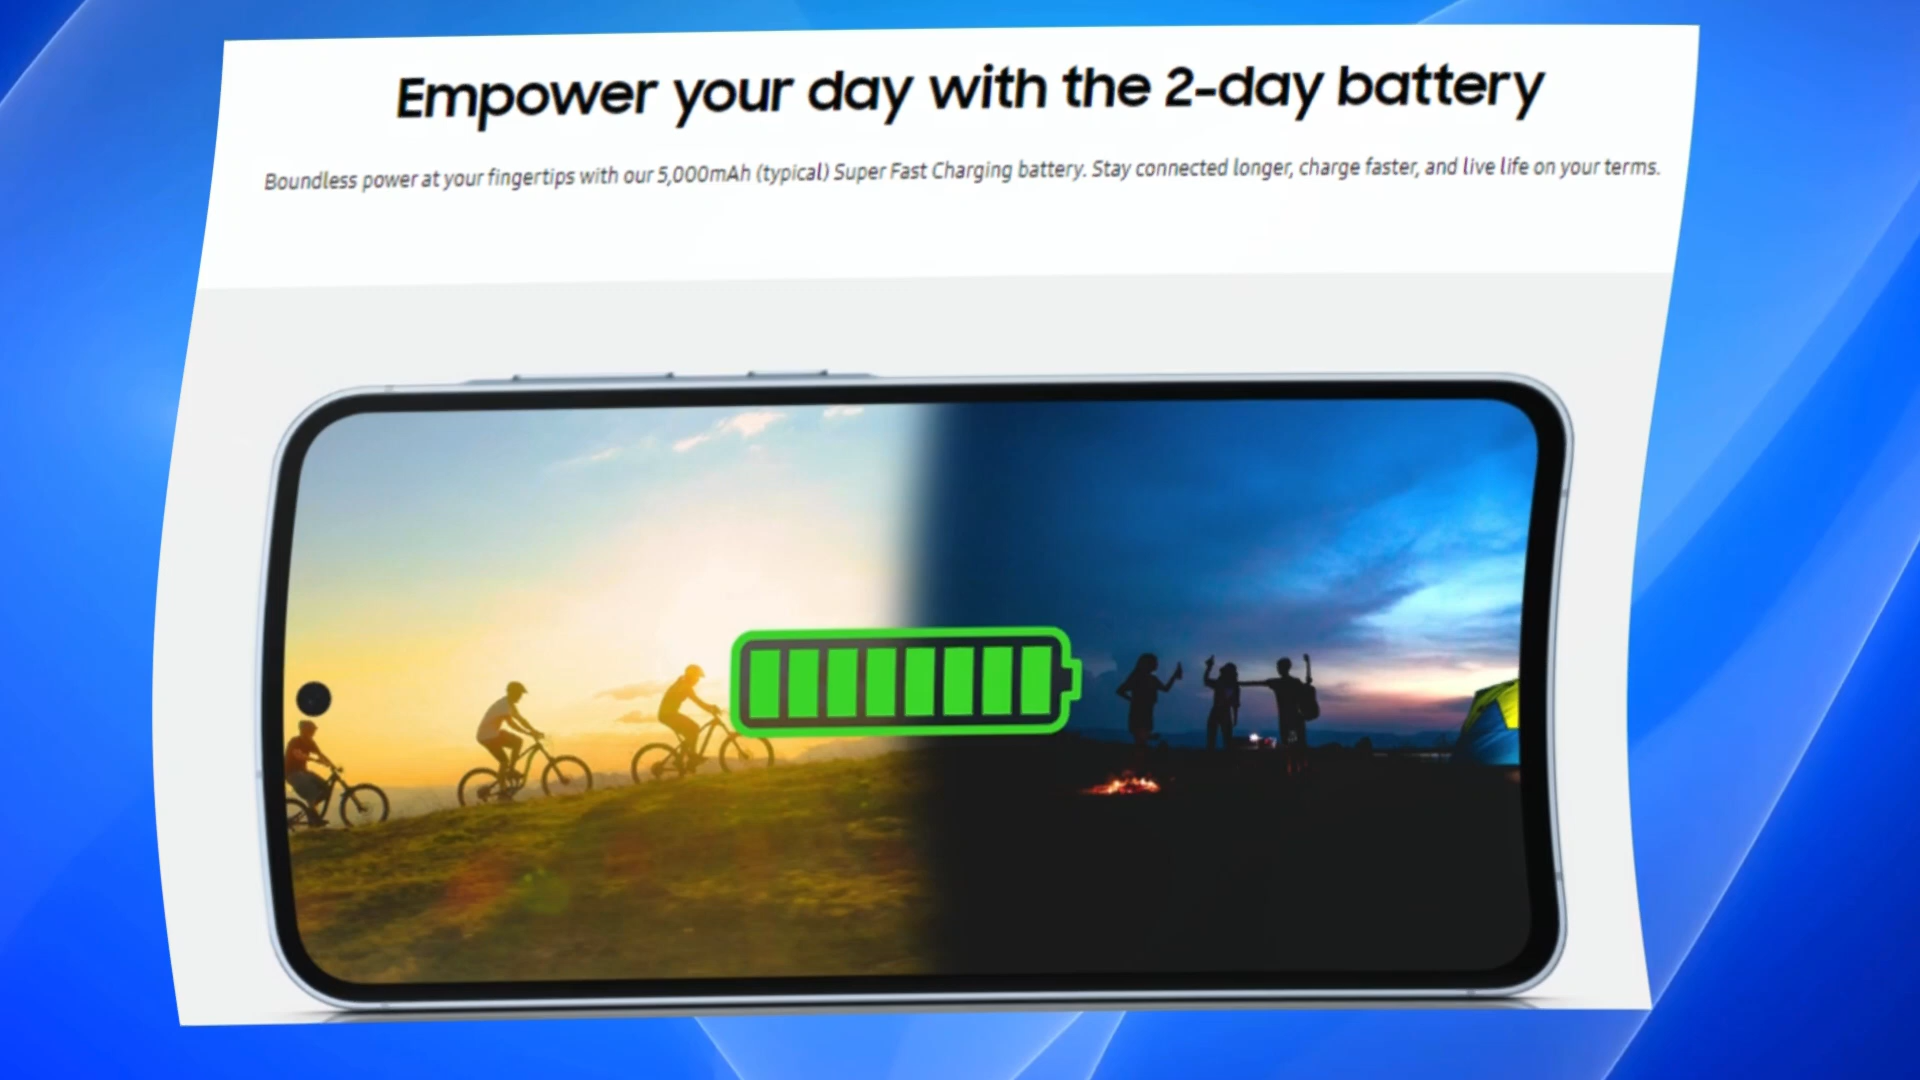 Empower your day with the 2-day battery
Boundless power at your fingertips with our 5,000mAh (typical) Super Fast Charging battery. Stay connected longer, charge faster, and live life on your terms.